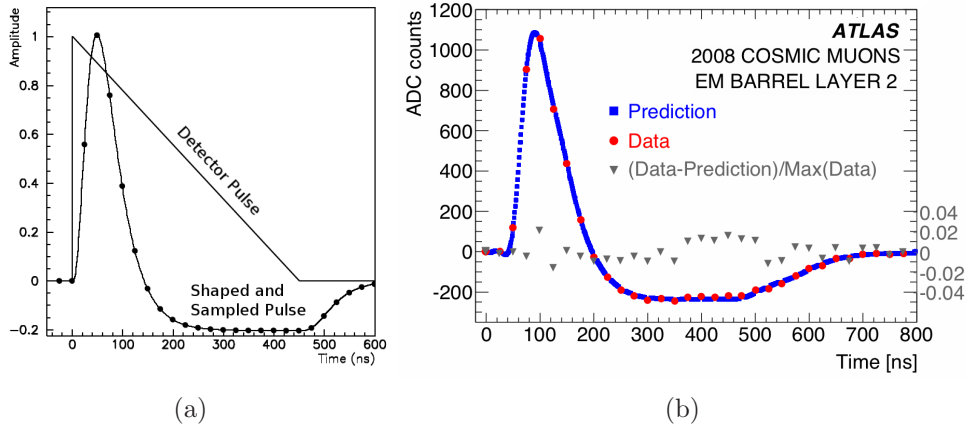 Amplitude
1
0.8
0.6
0.4
0.2
0
−0.2
0 100 200 300 400 500 600
Time (ns)
Detector Pulse
Shaped and
Sampled Pulse
(a)
ADC counts
1200
1000
800
600
400
200
0
-200
0 100 200 300 400 500 600 700 800
Time [ns]
ATLAS
2008 COSMIC MUONS
EM BARREL LAYER 2
Prediction
Data
(Data-Prediction)/Max(Data)
0.04
0.02
0
-0.02
-0.04
(b)